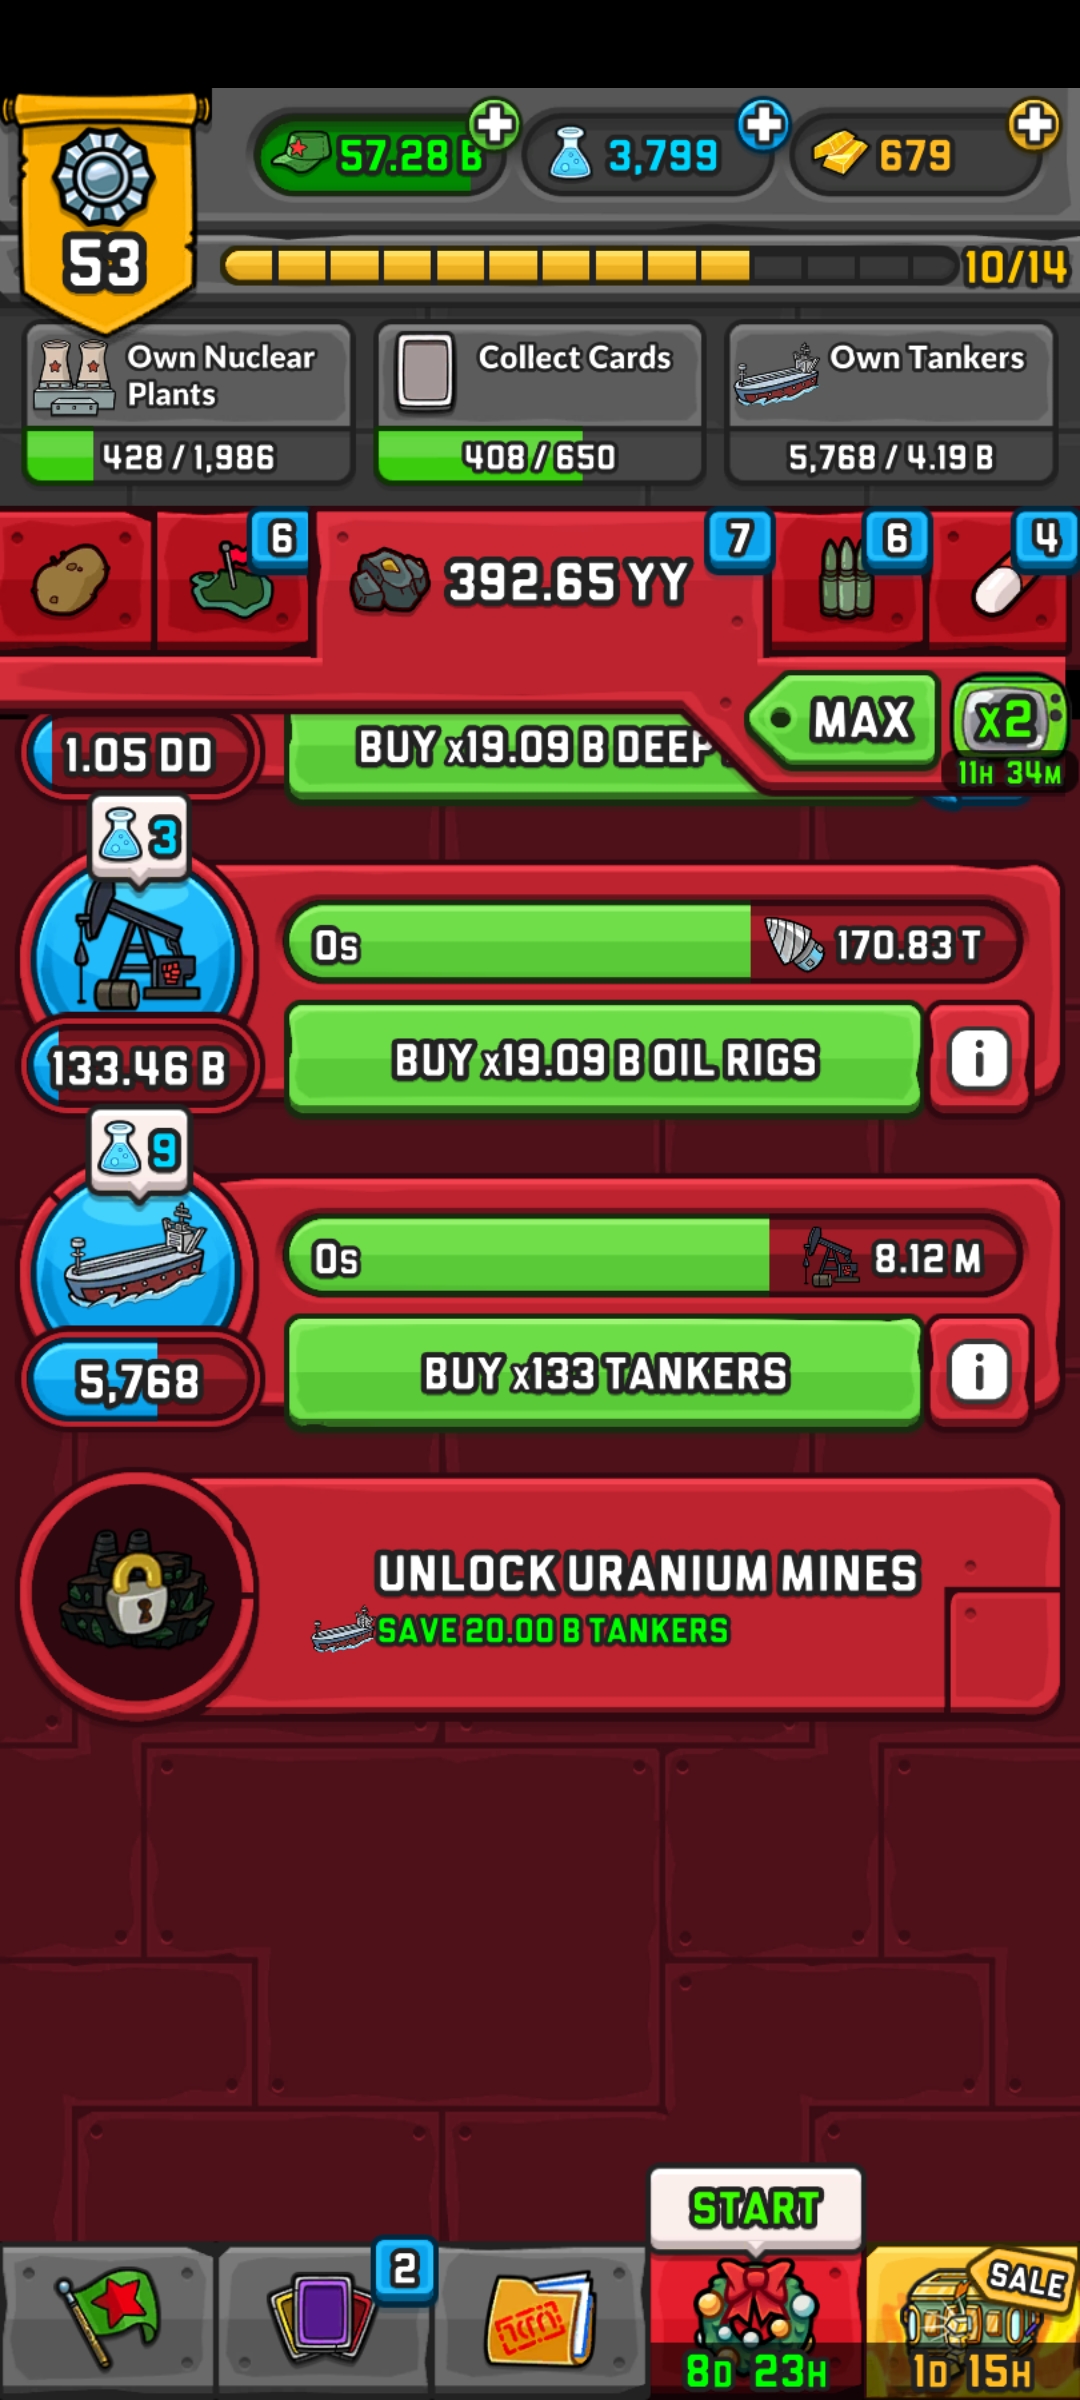 57.28 B
3,799
679
53
10/14
Own Nuclear
Plants
428 / 1,986
Collect Cards
408 / 650
Own Tankers
5,768 / 4.19 B
6
392.65 YY
7
6
4
MAX
x2
11H 34M
1.05 DD
BUY x19.09 B DEEP
3
0s
170.83 T
133.46 B
BUY x19.09 B OIL RIGS
i
9
0s
8.12 M
5,768
BUY x133 TANKERS
i
UNLOCK URANIUM MINES
SAVE 20.00 B TANKERS
START
2
SALE
8D 23H
1D 15H